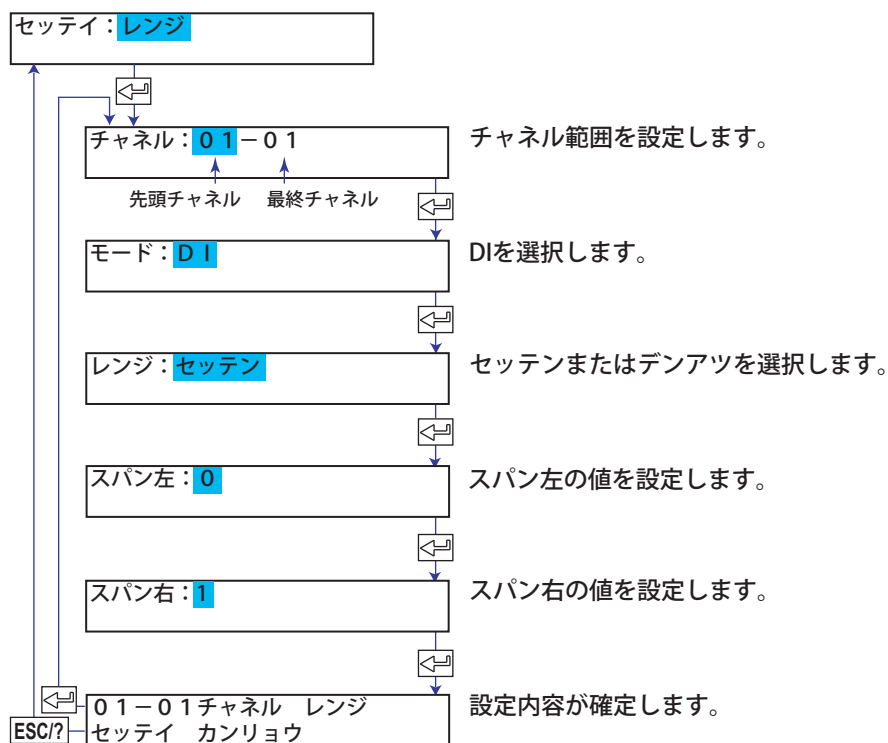 セッテイ：レンジ
チャネル：０１－０１
チャネル範囲を設定します。
先頭チャネル　最終チャネル
モード：ＤＩ
DIを選択します。
レンジ：セッテン
セッテンまたはデンアツを選択します。
スパン左：0
スパン左の値を設定します。
スパン右：1
スパン右の値を設定します。
０１－０１チャネル　レンジ
設定内容が確定します。
ESC/?
セッテイ　カンリョウ